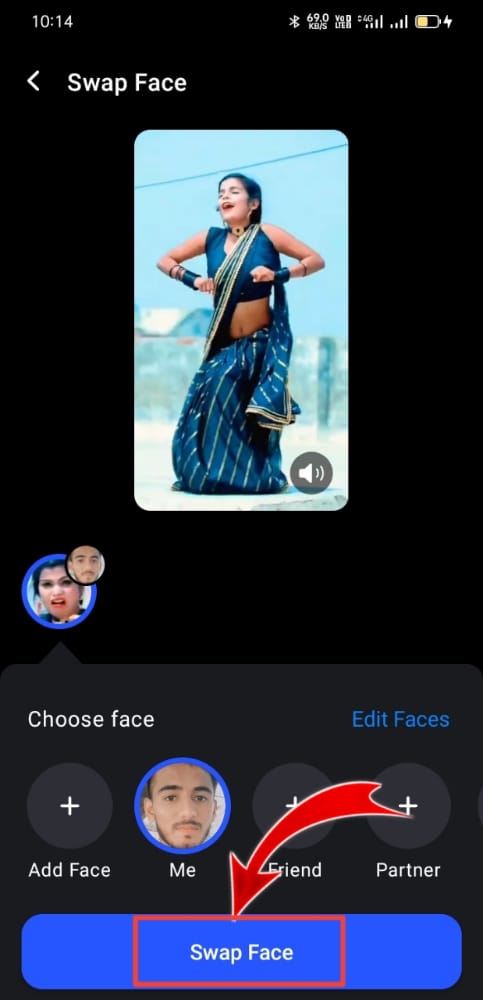 10:14
69.0 KB/S Vo LTE 4G
Swap Face
Choose face
Edit Faces
Add Face
Me
Friend
Partner
Swap Face